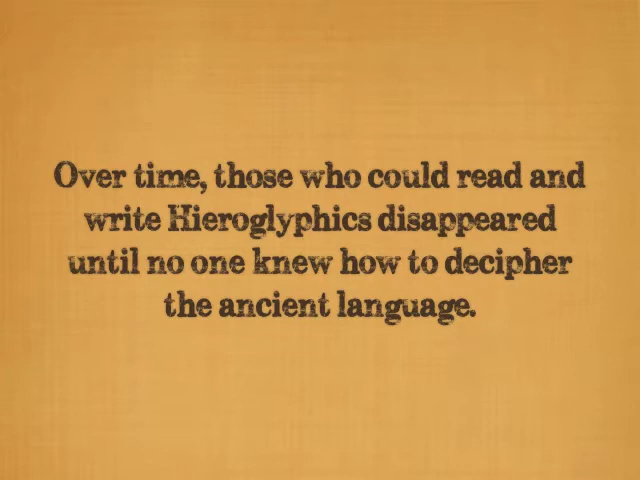 Over time, those who could read and
write Hieroglyphics disappeared
until no one knew how to decipher
the ancient language.